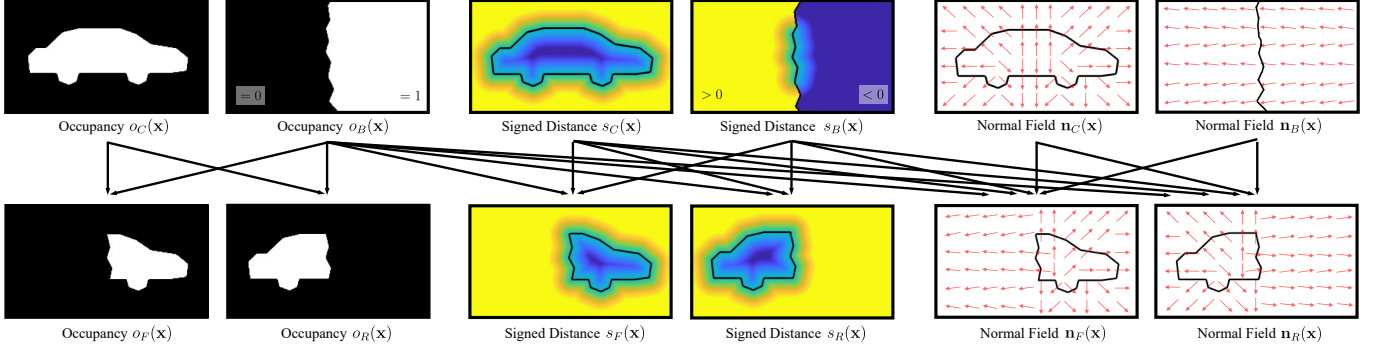 = 0
= 1
> 0
< 0
Occupancy o_C(x)
Occupancy o_B(x)
Signed Distance s_C(x)
Signed Distance s_B(x)
Normal Field n_C(x)
Normal Field n_B(x)
Occupancy o_F(x)
Occupancy o_R(x)
Signed Distance s_F(x)
Signed Distance s_R(x)
Normal Field n_F(x)
Normal Field n_R(x)